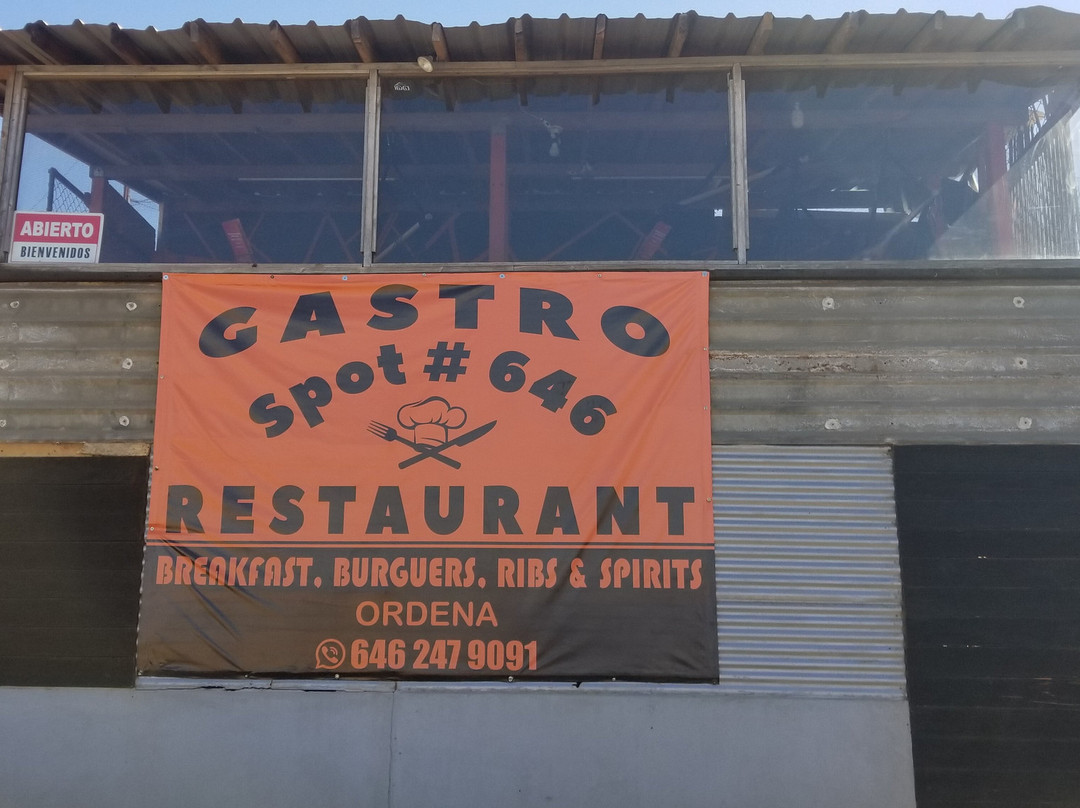 ABIERTO
BIENVENIDOS
GASTRO
Spot # 646
RESTAURANT
BREAKFAST, BURGUERS, RIBS & SPIRITS
ORDENA
646 247 9091